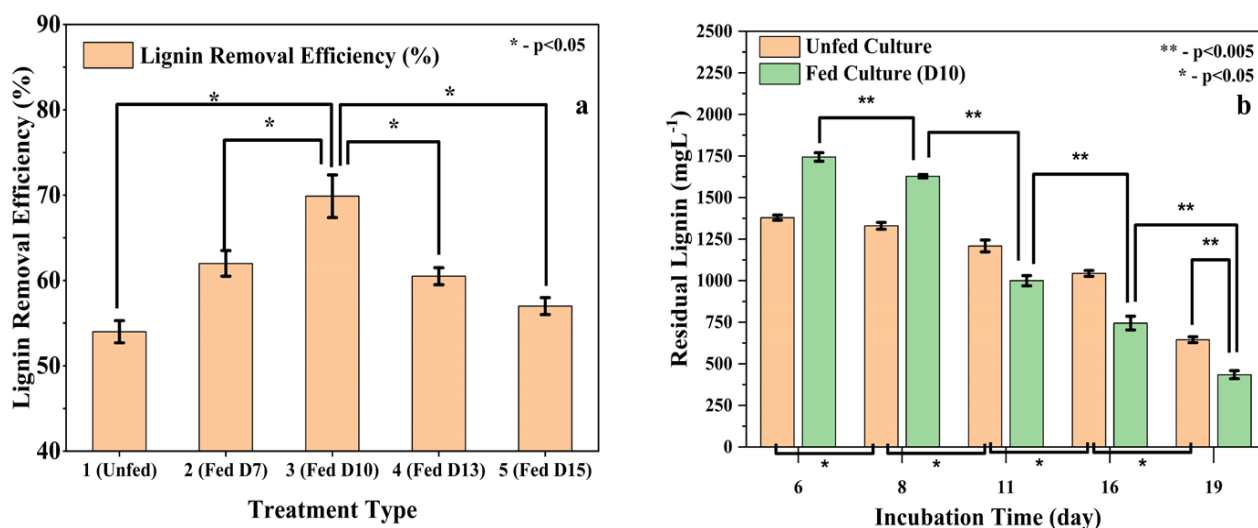 90
80
70
60
50
40
Lignin Removal Efficiency (%)
Lignin Removal Efficiency (%)
* - p<0.05
a
*
*
*
*
1 (Unfed) 2 (Fed D7) 3 (Fed D10) 4 (Fed D13) 5 (Fed D15)
Treatment Type
2500
2250
2000
1750
1500
1250
1000
750
500
250
0
Residual Lignin (mgL⁻¹)
Unfed Culture
Fed Culture (D10)
** - p<0.005
* - p<0.05
b
**
**
**
**
**
*
*
*
*
6 8 11 16 19
Incubation Time (day)